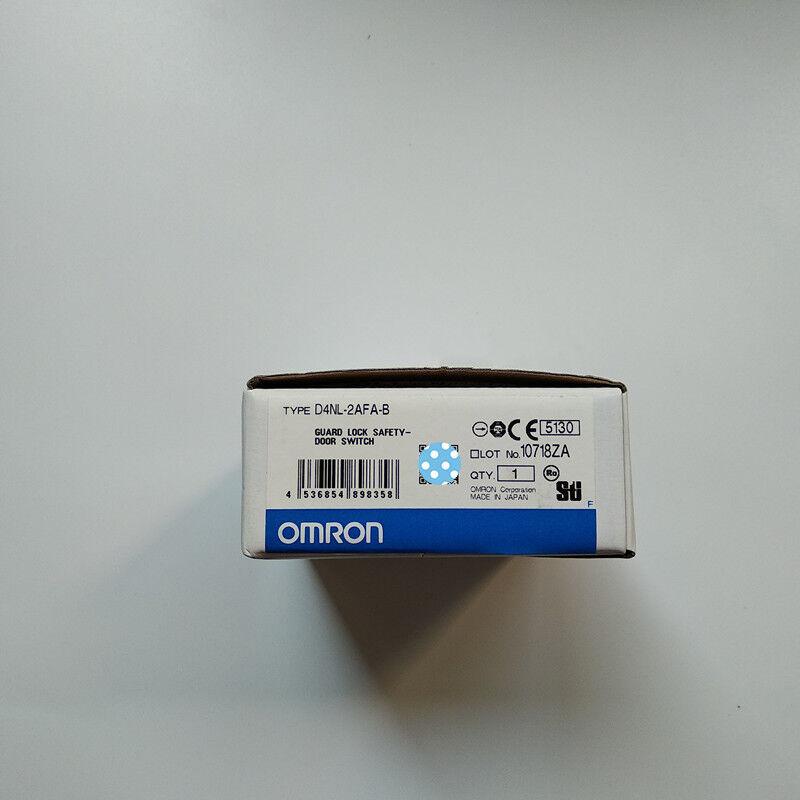 TYPE D4NL-2AFA-B
GUARD LOCK SAFETY-
DOOR SWITCH
4 536854 898358
CE 5130
LOT No. 10718ZA
QTY. 1
OMRON Corporation
MADE IN JAPAN
F
OMRON